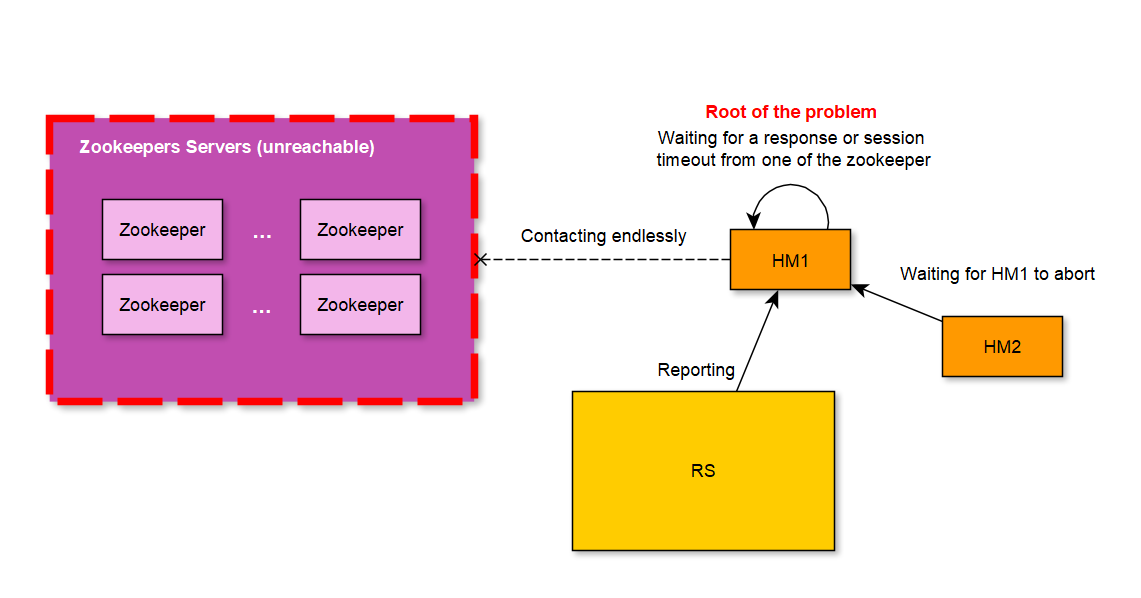 Root of the problem
Waiting for a response or session
timeout from one of the zookeeper
Zookeepers Servers (unreachable)
Zookeeper
...
Zookeeper
Zookeeper
...
Zookeeper
Contacting endlessly
HM1
Waiting for HM1 to abort
HM2
Reporting
RS